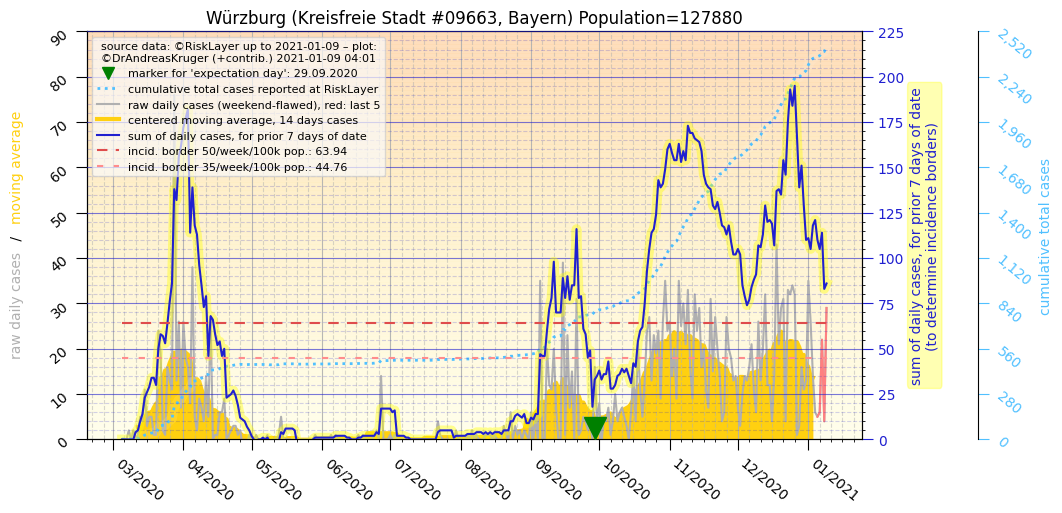 Würzburg (Kreisfreie Stadt #09663, Bayern) Population=127880
source data: ©RiskLayer up to 2021-01-09 – plot:
©DrAndreasKruger (+contrib.) 2021-01-09 04:01
marker for 'expectation day': 29.09.2020
cumulative total cases reported at RiskLayer
raw daily cases (weekend-flawed), red: last 5
centered moving average, 14 days cases
sum of daily cases, for prior 7 days of date
incid. border 50/week/100k pop.: 63.94
incid. border 35/week/100k pop.: 44.76
raw daily cases / moving average
90
80
70
60
50
40
30
20
10
0
225
200
175
150
125
100
75
50
25
0
sum of daily cases, for prior 7 days of date
(to determine incidence borders)
2,520
2,240
1,960
1,680
1,400
1,120
840
560
280
0
cumulative total cases
03/2020
04/2020
05/2020
06/2020
07/2020
08/2020
09/2020
10/2020
11/2020
12/2020
01/2021